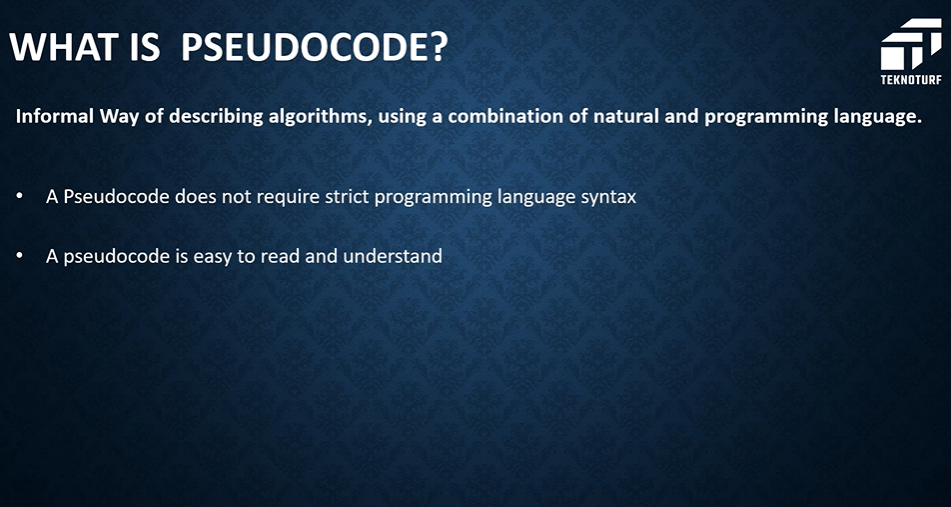 WHAT IS PSEUDOCODE?
TEKNOTURF
Informal Way of describing algorithms, using a combination of natural and programming language.
• A Pseudocode does not require strict programming language syntax
• A pseudocode is easy to read and understand